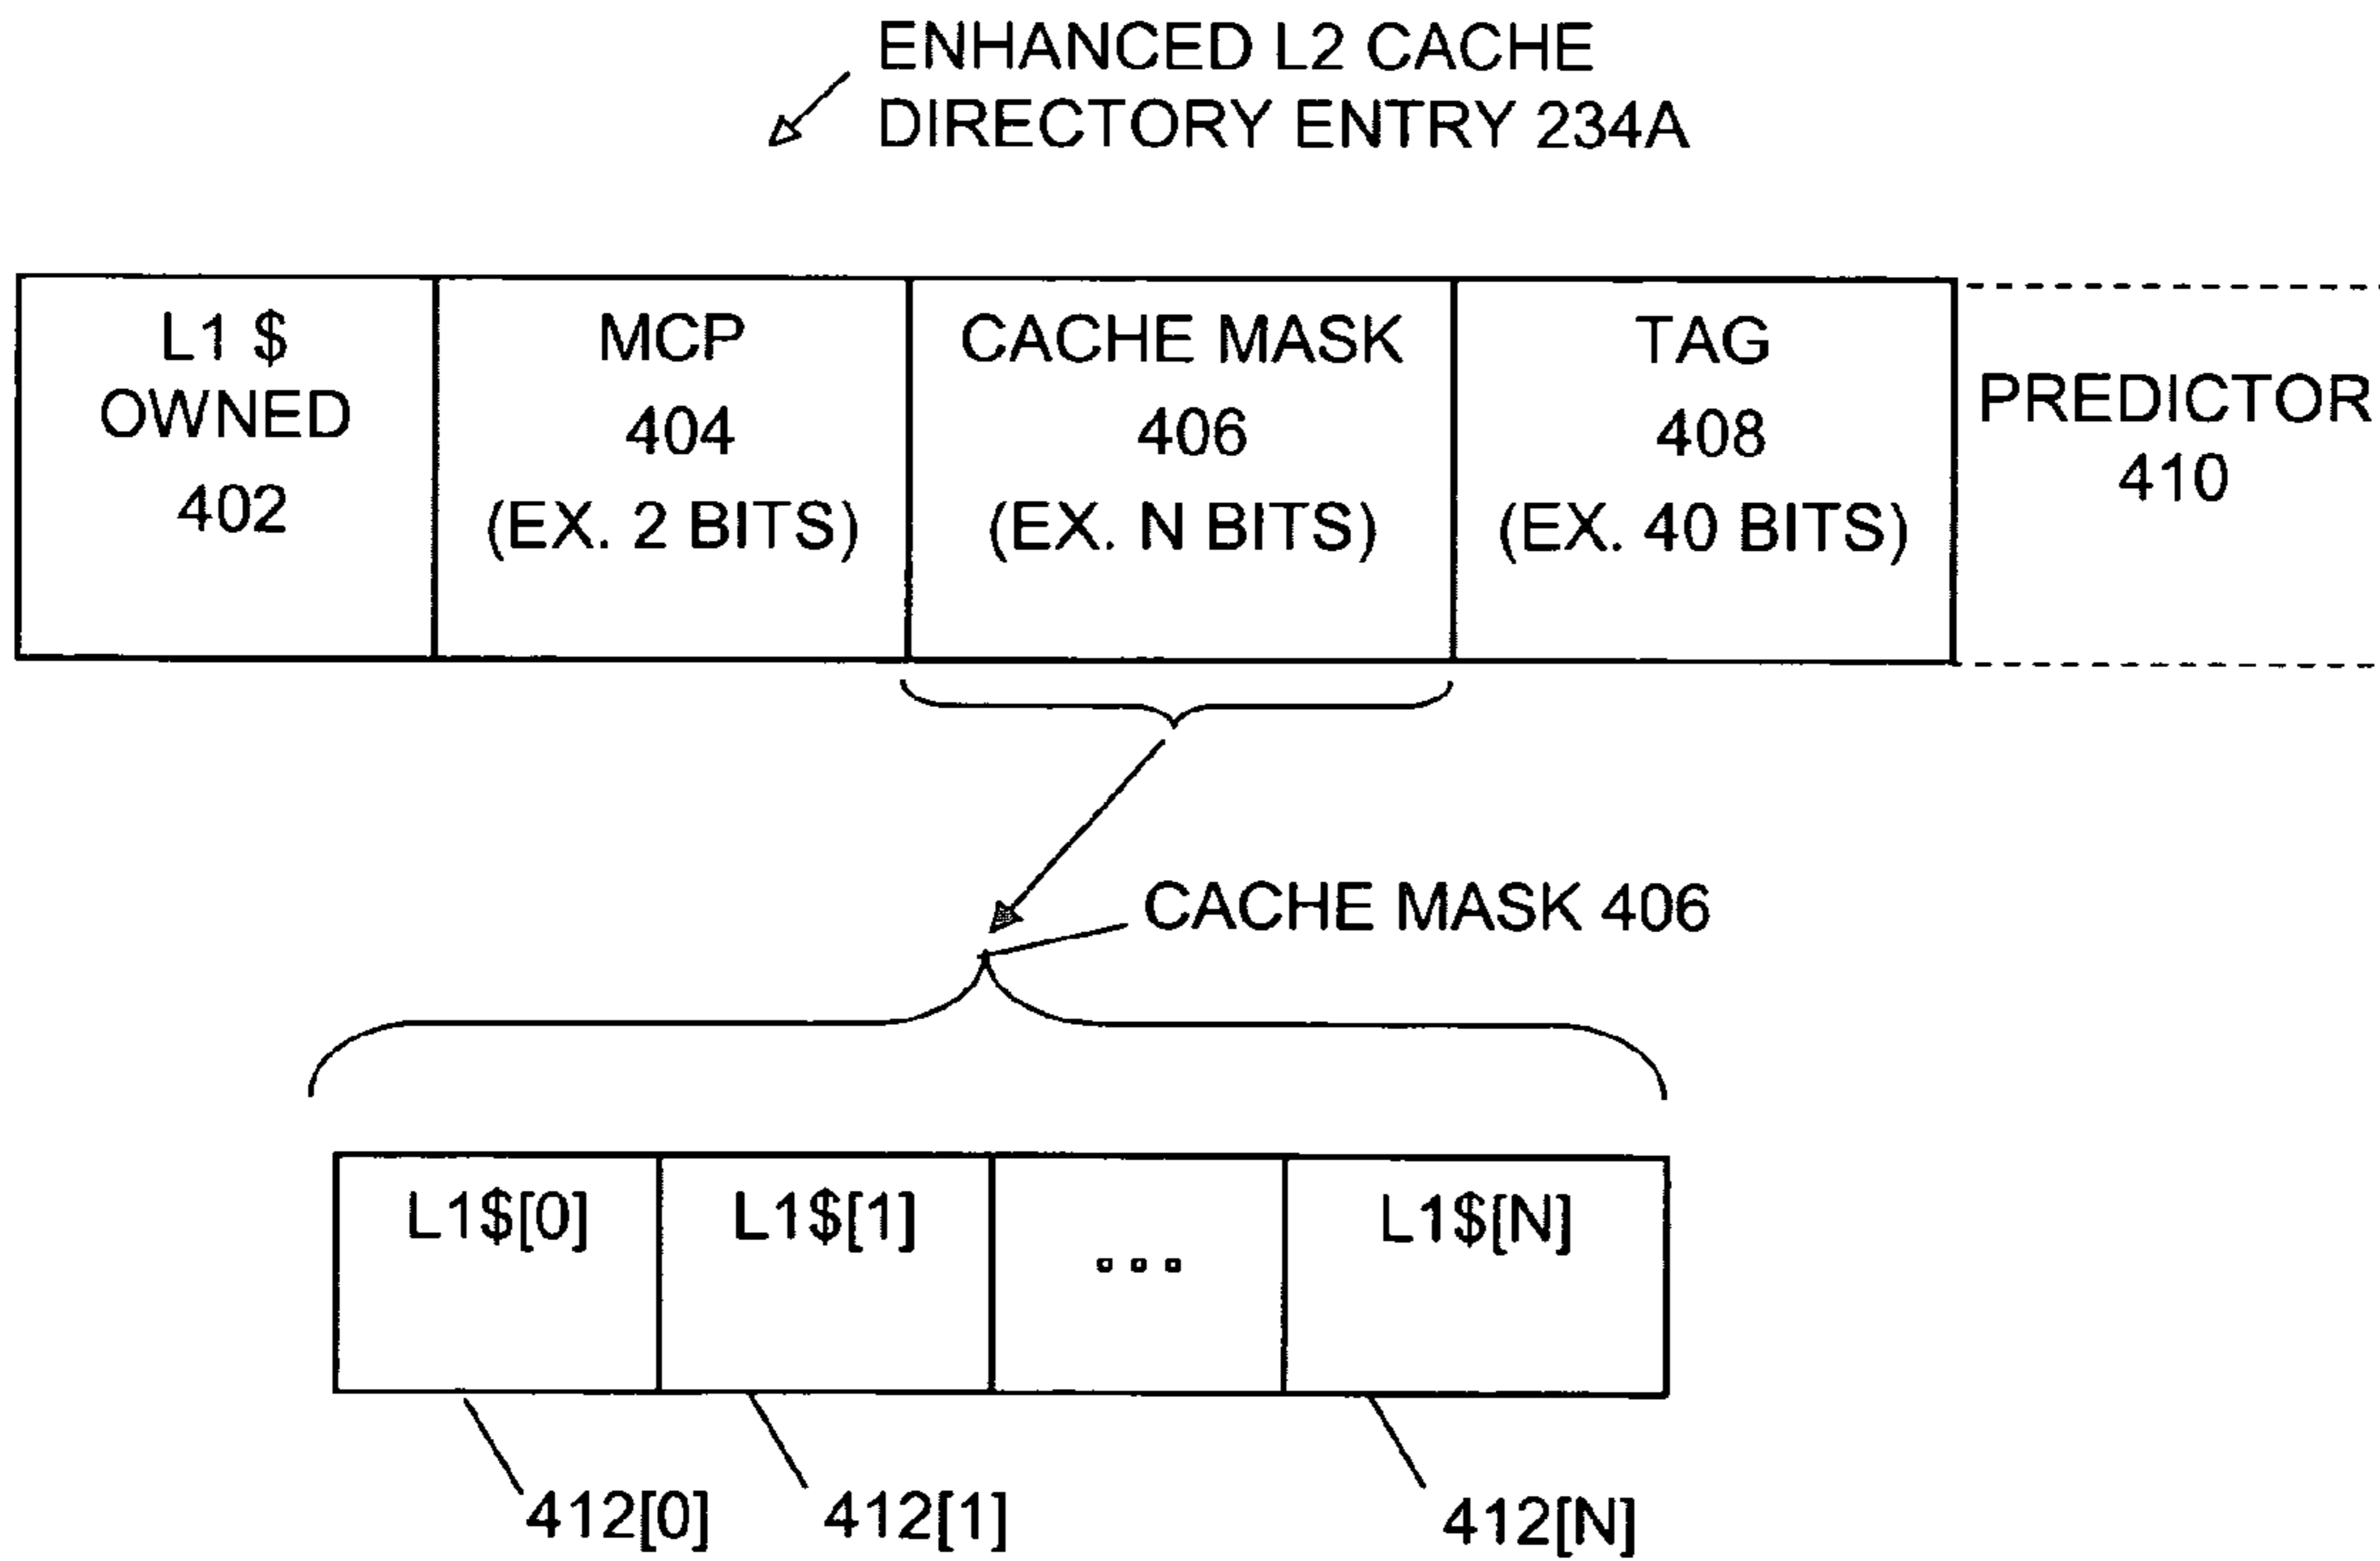 ENHANCED L2 CACHE
DIRECTORY ENTRY 234A
L1 $
OWNED
402
MCP
404
(EX. 2 BITS)
CACHE MASK
406
(EX. N BITS)
TAG
408
(EX. 40 BITS)
PREDICTOR
410
CACHE MASK 406
L1$[0]
L1$[1]
...
L1$[N]
412[0]
412[1]
412[N]